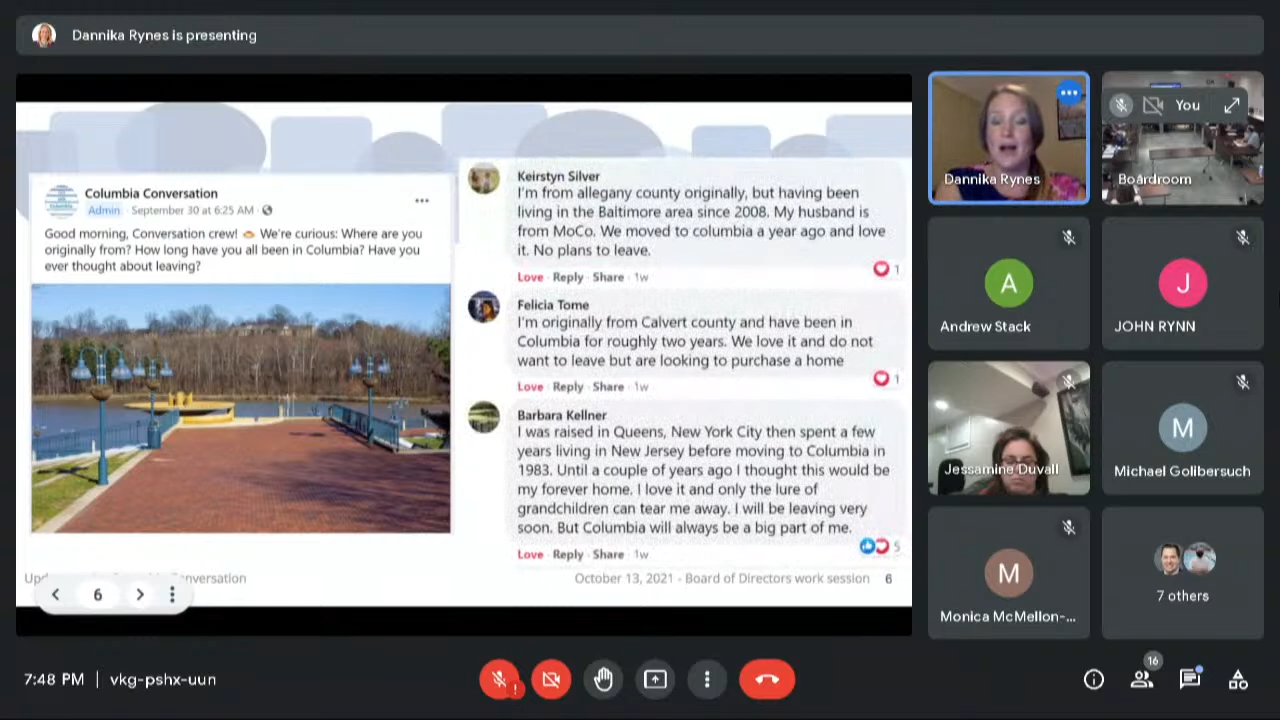 Dannika Rynes is presenting
Columbia Conversation
Admin · September 30 at 6:25 AM ·
Good morning, Conversation crew! We're curious: Where are you
originally from? How long have you all been in Columbia? Have you
ever thought about leaving?
Keirstyn Silver
I'm from allegany county originally, but having been
living in the Baltimore area since 2008. My husband is
from MoCo. We moved to columbia a year ago and love
it. No plans to leave.
Love · Reply · Share · 1w
1
Felicia Tome
I'm originally from Calvert county and have been in
Columbia for roughly two years. We love it and do not
want to leave but are looking to purchase a home
Love · Reply · Share · 1w
1
Barbara Kellner
I was raised in Queens, New York City then spent a few
years living in New Jersey before moving to Columbia in
1983. Until a couple of years ago I thought this would be
my forever home. I love it and only the lure of
grandchildren can tear me away. I will be leaving very
soon. But Columbia will always be a big part of me.
Love · Reply · Share · 1w
5
October 13, 2021 - Board of Directors work session 6
6
Dannika Rynes
You
Boardroom
Andrew Stack
A
JOHN RYNN
J
Jessamine Duvall
Michael Golibersuch
M
Monica McMellon-...
M
7 others
7:48 PM | vkg-pshx-uun
16